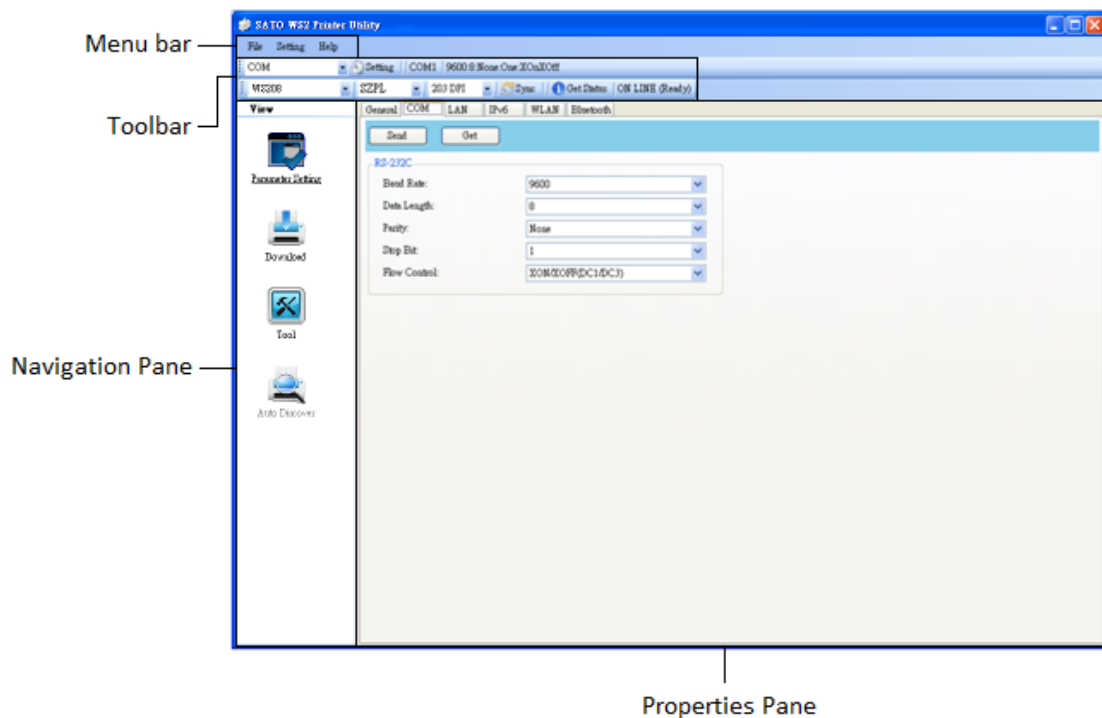 SATO WS2 Printer Utility
Menu bar
File Setting Help
COM Setting COM1 9600:8:None:One:XOnXOff
WS208 SZPL 203 DPI Sync Get Status ON LINE (Ready)
Toolbar
View
General COM LAN IPv6 WLAN Bluetooth
Send Get
Parameter Setting
RS-232C
Baud Rate: 9600
Data Length: 8
Parity: None
Stop Bit: 1
Flow Control: XON/XOFF(DC1/DC3)
Download
Tool
Navigation Pane
Auto Discover
Properties Pane